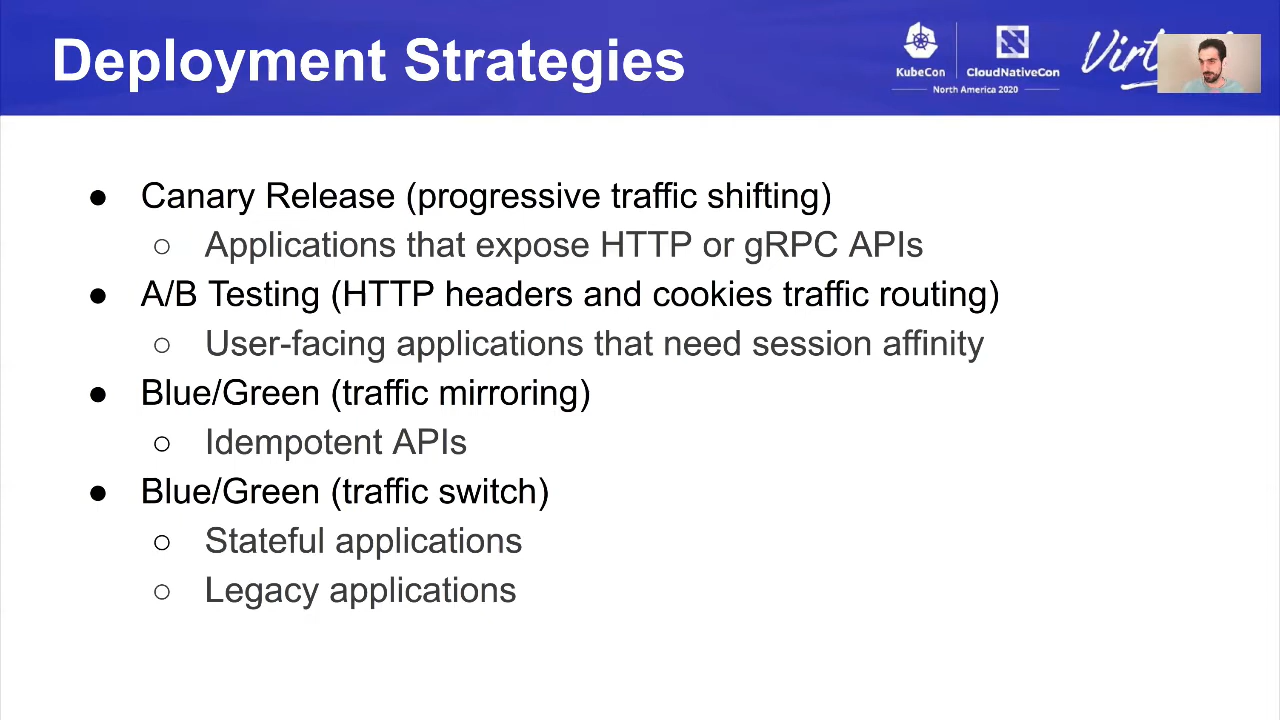 Deployment Strategies
KubeCon
CloudNativeCon
North America 2020
● Canary Release (progressive traffic shifting)
○ Applications that expose HTTP or gRPC APIs
● A/B Testing (HTTP headers and cookies traffic routing)
○ User-facing applications that need session affinity
● Blue/Green (traffic mirroring)
○ Idempotent APIs
● Blue/Green (traffic switch)
○ Stateful applications
○ Legacy applications